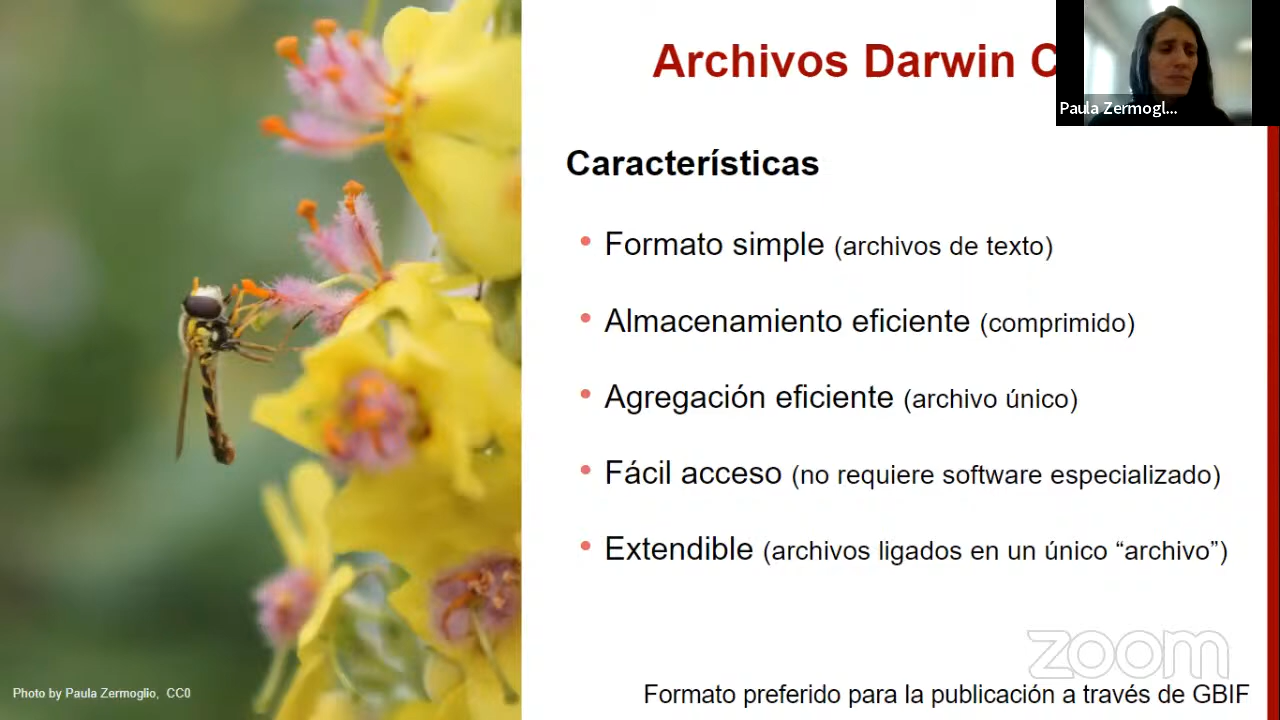 Archivos Darwin C
Paula Zermogl...
Características
• Formato simple (archivos de texto)
• Almacenamiento eficiente (comprimido)
• Agregación eficiente (archivo único)
• Fácil acceso (no requiere software especializado)
• Extendible (archivos ligados en un único “archivo”)
zoom
Photo by Paula Zermoglio, CC0
Formato preferido para la publicación a través de GBIF